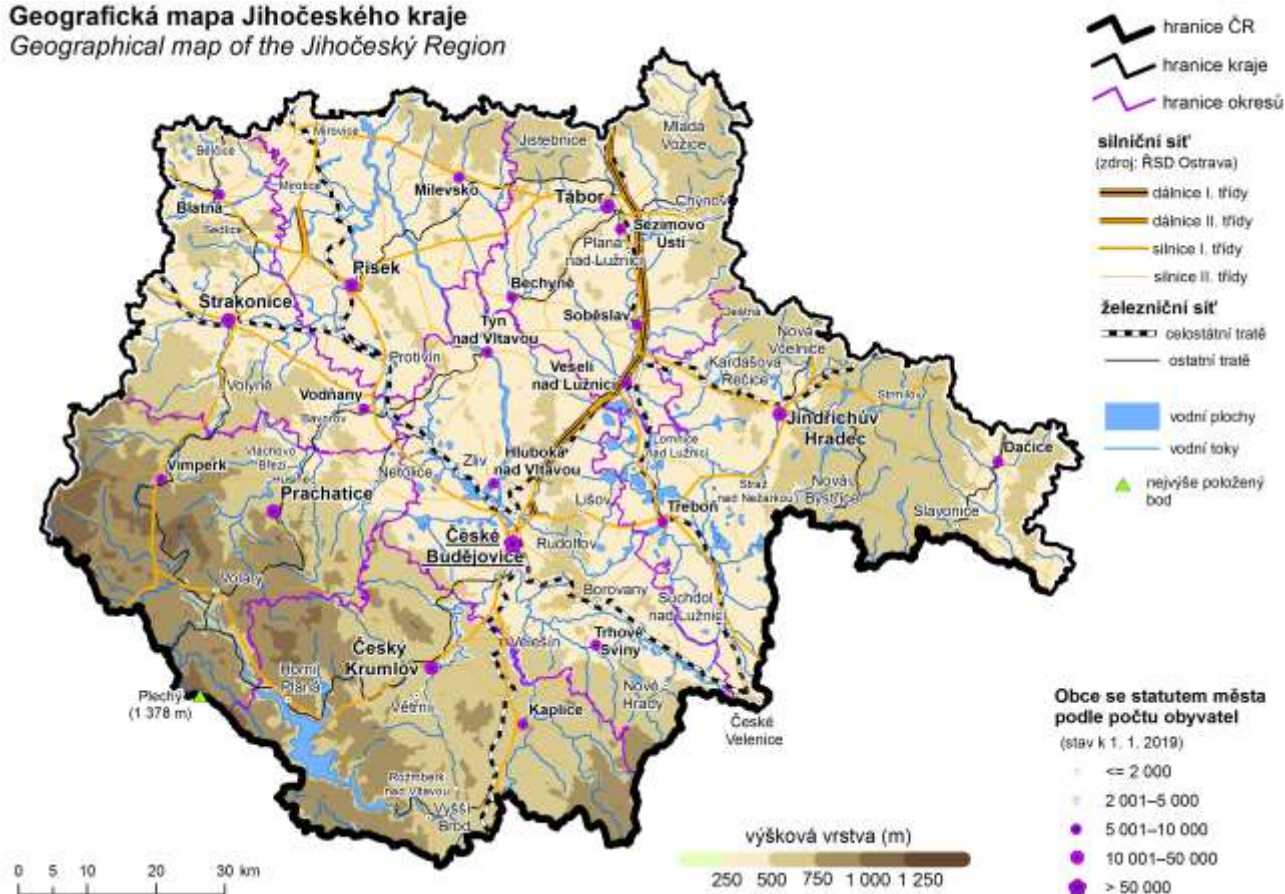 Geografická mapa Jihočeského kraje
Geographical map of the Jihočeský Region
hranice ČR
hranice kraje
hranice okresů
silniční síť
(zdroj: ŘSD Ostrava)
dálnice I. třídy
dálnice II. třídy
silnice I. třídy
silnice II. třídy
železniční síť
celostátní tratě
ostatní tratě
vodní plochy
vodní toky
nejvýše položený
bod
Mirovice
Bělčice
Jistebnice
Mladá
Vožice
Mirotice
Milevsko
Blatná
Tábor
Chýnov
Sedlice
Sezimovo
Ústí
Planá
nad Lužnicí
Písek
Bechyně
Strakonice
Soběslav
Deštná
Týn
nad Vltavou
Nová
Včelnice
Protivín
Kardašova
Řečice
Veselí
nad Lužnicí
Volyně
Vodňany
Strmilov
Bavorov
Jindřichův
Hradec
Lomnice
nad Lužnicí
Vlachovo
Březí
Hluboká
nad Vltavou
Dačice
Vimperk
Husinec
Netolice
Zliv
Stráž
nad Nežárkou
Nová
Bystřice
Prachatice
Lišov
Třeboň
Slavonice
České
Budějovice
Rudolfov
Volary
Borovany
Suchdol
nad Lužnicí
Velešín
Trhové
Sviny
Český
Krumlov
Horní
Planá
Plechý
(1 378 m)
Větřní
Nové
Hrady
Kaplice
České
Velenice
Rožmberk
nad Vltavou
Vyšší
Brod
Obce se statutem města
podle počtu obyvatel
(stav k 1. 1. 2019)
<= 2 000
2 001–5 000
5 001–10 000
10 001–50 000
> 50 000
výšková vrstva (m)
250 500 750 1 000 1 250
0 5 10 20 30 km